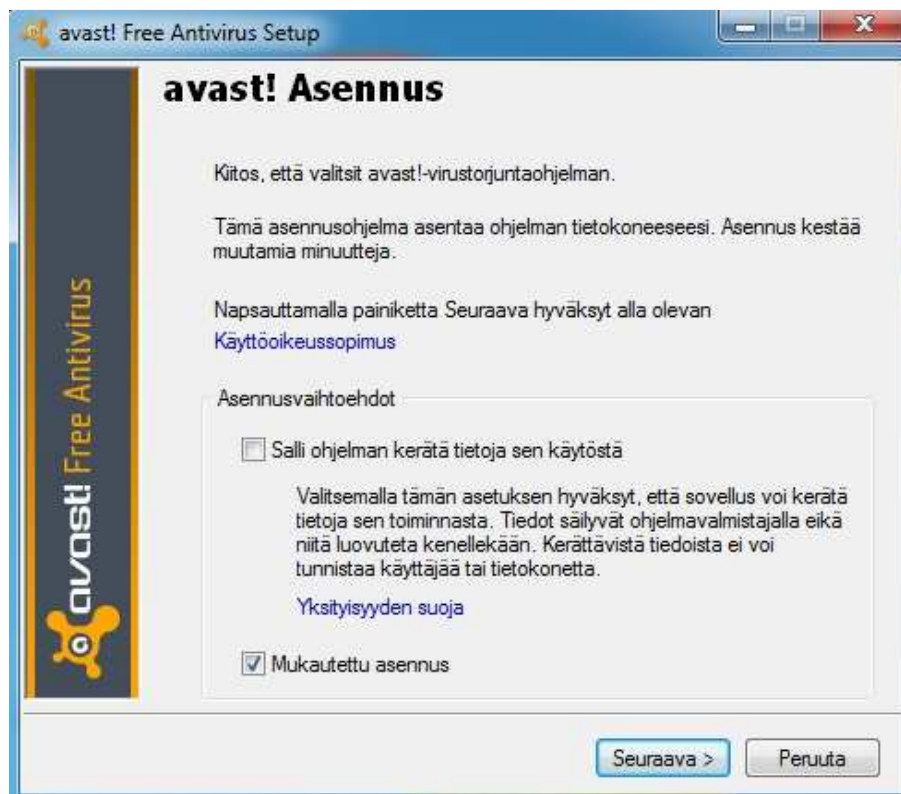 avast! Free Antivirus Setup
avast! Asennus
Kiitos, että valitsit avast!-virustorjuntaohjelman.
Tämä asennusohjelma asentaa ohjelman tietokoneeseesi. Asennus kestää
muutamia minuutteja.
Napsauttamalla painiketta Seuraava hyväksyt alla olevan
Käyttöoikeussopimus
Asennusvaihtoehdot
Salli ohjelman kerätä tietoja sen käytöstä
Valitsemalla tämän asetuksen hyväksyt, että sovellus voi kerätä
tietoja sen toiminnasta. Tiedot säilyvät ohjelmavalmistajalla eikä
niitä luovuteta kenellekään. Kerättävistä tiedoista ei voi
tunnistaa käyttäjää tai tietokonetta.
Yksityisyyden suoja
Mukautettu asennus
avast! Free Antivirus
Seuraava >
Peruuta